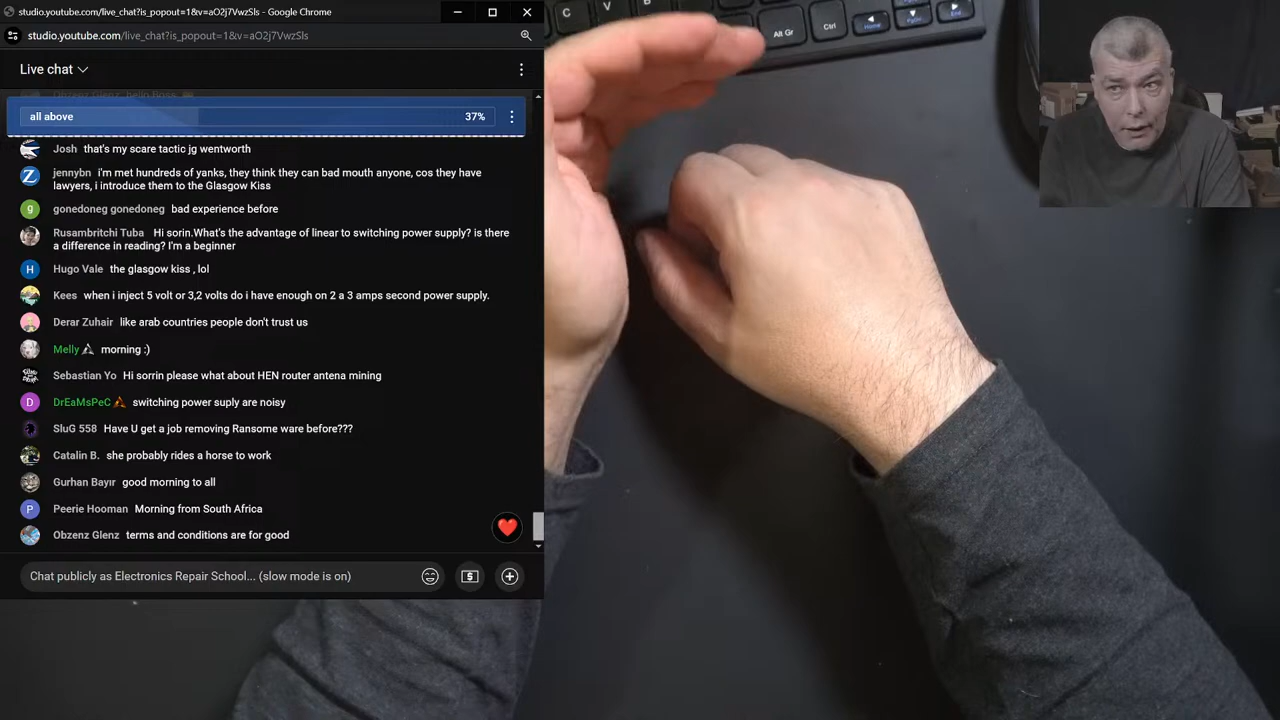 studio.youtube.com/live_chat?is_popout=1&v=aO2j7VwzSls - Google Chrome
studio.youtube.com/live_chat?is_popout=1&v=aO2j7VwzSls
Live chat
Obzenz Glenz hello Boss
all above 37%
Josh that's my scare tactic jg wentworth
jennybn i'm met hundreds of yanks, they think they can bad mouth anyone, cos they have
lawyers, i introduce them to the Glasgow Kiss
g gonedoneg gonedoneg bad experience before
Rusambritchi Tuba Hi sorin.What's the advantage of linear to switching power supply? is there
a difference in reading? I'm a beginner
H Hugo Vale the glasgow kiss , lol
Kees when i inject 5 volt or 3,2 volts do i have enough on 2 a 3 amps second power supply.
Derar Zuhair like arab countries people don't trust us
Melly morning :)
Sebastian Yo Hi sorrin please what about HEN router antena mining
D DrEaMsPeC switching power suply are noisy
SluG 558 Have U get a job removing Ransome ware before???
Catalin B. she probably rides a horse to work
Gurhan Bayır good morning to all
P Peerie Hooman Morning from South Africa
Obzenz Glenz terms and conditions are for good
Chat publicly as Electronics Repair School... (slow mode is on)
C V B Alt Gr Ctrl End